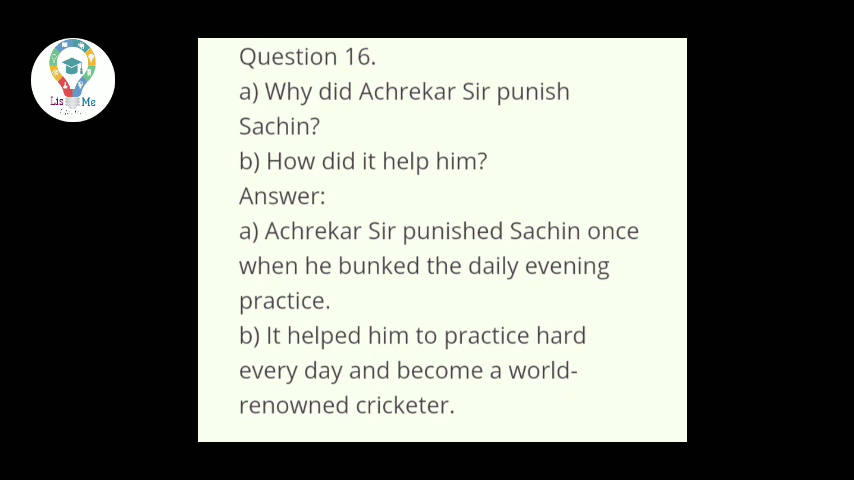 Lis Me
Question 16.
a) Why did Achrekar Sir punish
Sachin?
b) How did it help him?
Answer:
a) Achrekar Sir punished Sachin once
when he bunked the daily evening
practice.
b) It helped him to practice hard
every day and become a world-
renowned cricketer.